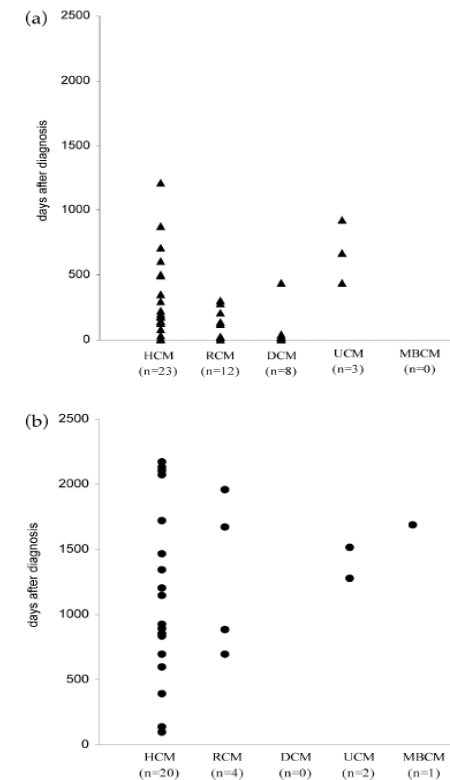 (a)
2500
2000
1500
1000
500
0
days after diagnosis
HCM RCM DCM UCM MBCM
(n=23) (n=12) (n=8) (n=3) (n=0)
(b)
2500
2000
1500
1000
500
0
days after diagnosis
HCM RCM DCM UCM MBCM
(n=20) (n=4) (n=0) (n=2) (n=1)